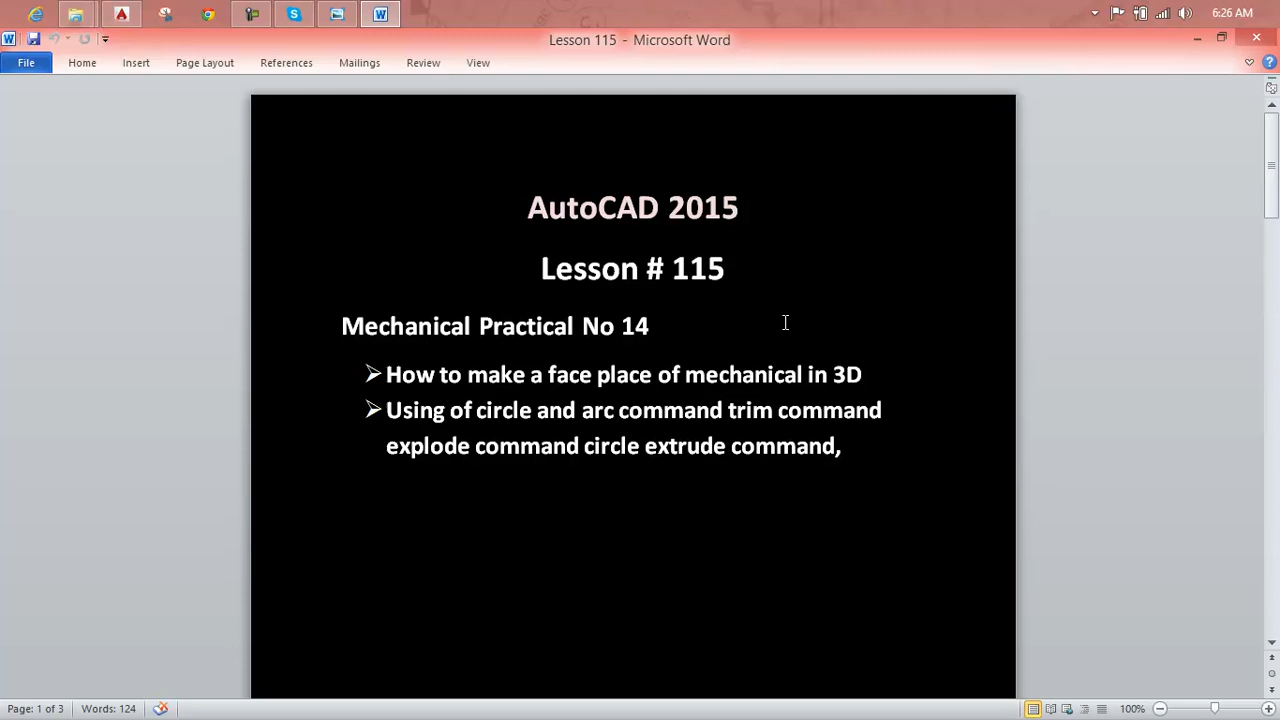 6:26 AM
Lesson 115 - Microsoft Word
File Home Insert Page Layout References Mailings Review View
AutoCAD 2015
Lesson # 115
Mechanical Practical No 14
How to make a face place of mechanical in 3D
Using of circle and arc command trim command
explode command circle extrude command,
Page: 1 of 3 Words: 124 100%